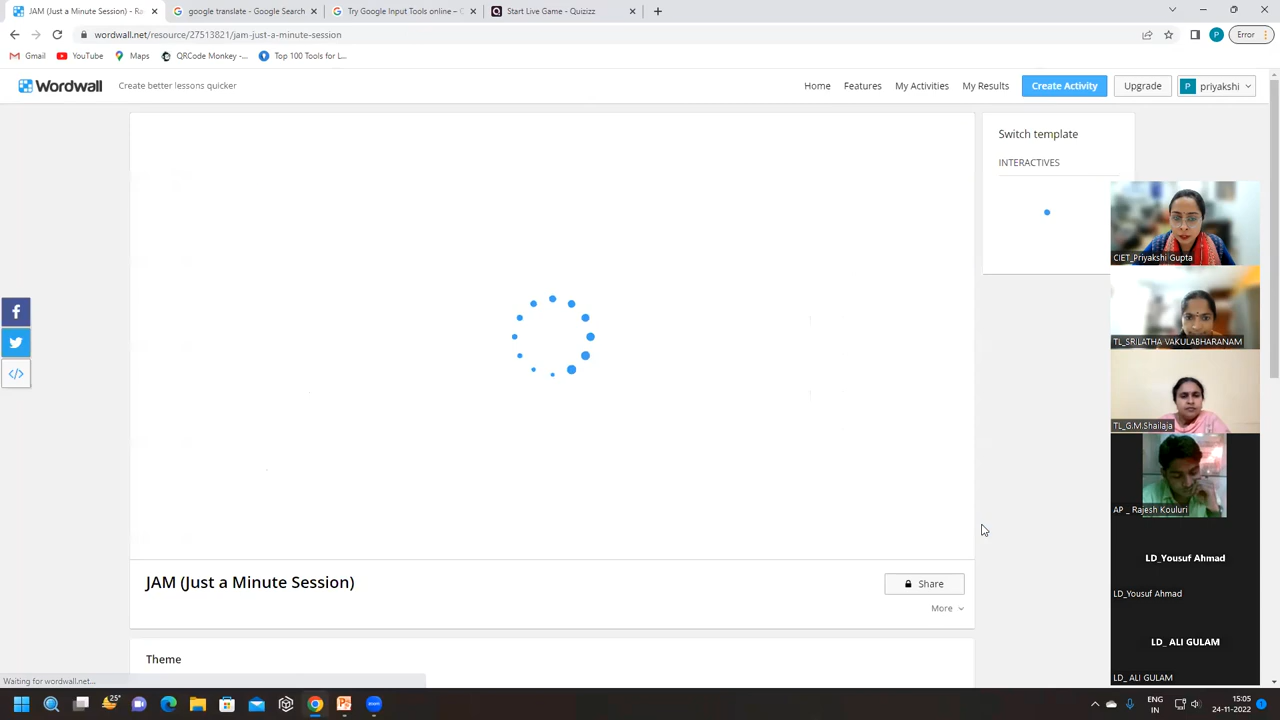 JAM (Just a Minute Session) - Ra
google translate - Google Search
Try Google Input Tools online – G
Start Live Game - Quizizz
wordwall.net/resource/27513821/jam-just-a-minute-session
P
Error
Gmail
YouTube
Maps
QRCode Monkey -...
Top 100 Tools for L...
Wordwall
Create better lessons quicker
Home
Features
My Activities
My Results
Create Activity
Upgrade
P
priyakshi
Switch template
INTERACTIVES
CIET_Priyakshi Gupta
TL_SRILATHA VAKULABHARANAM
TL_G.M.Shailaja
AP _ Rajesh Kouluri
LD_Yousuf Ahmad
LD_Yousuf Ahmad
LD_ ALI GULAM
LD_ ALI GULAM
JAM (Just a Minute Session)
Share
More
Theme
Waiting for wordwall.net...
25°
ENG
IN
15:05
24-11-2022